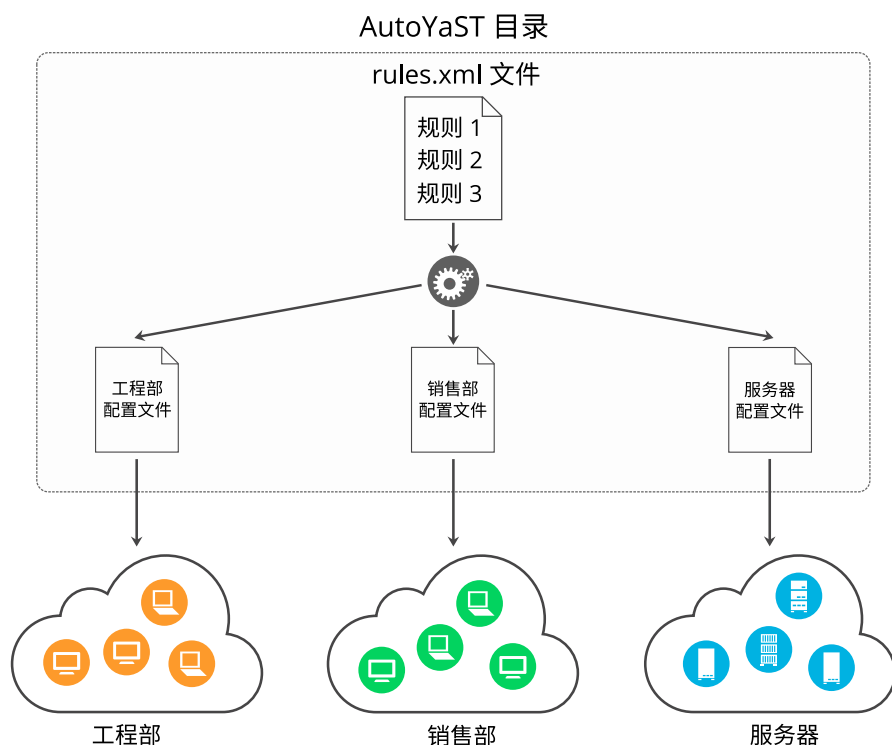 AutoYaST 目录
rules.xml 文件
规则 1
规则 2
规则 3
工程部
配置文件
销售部
配置文件
服务器
配置文件
工程部
销售部
服务器